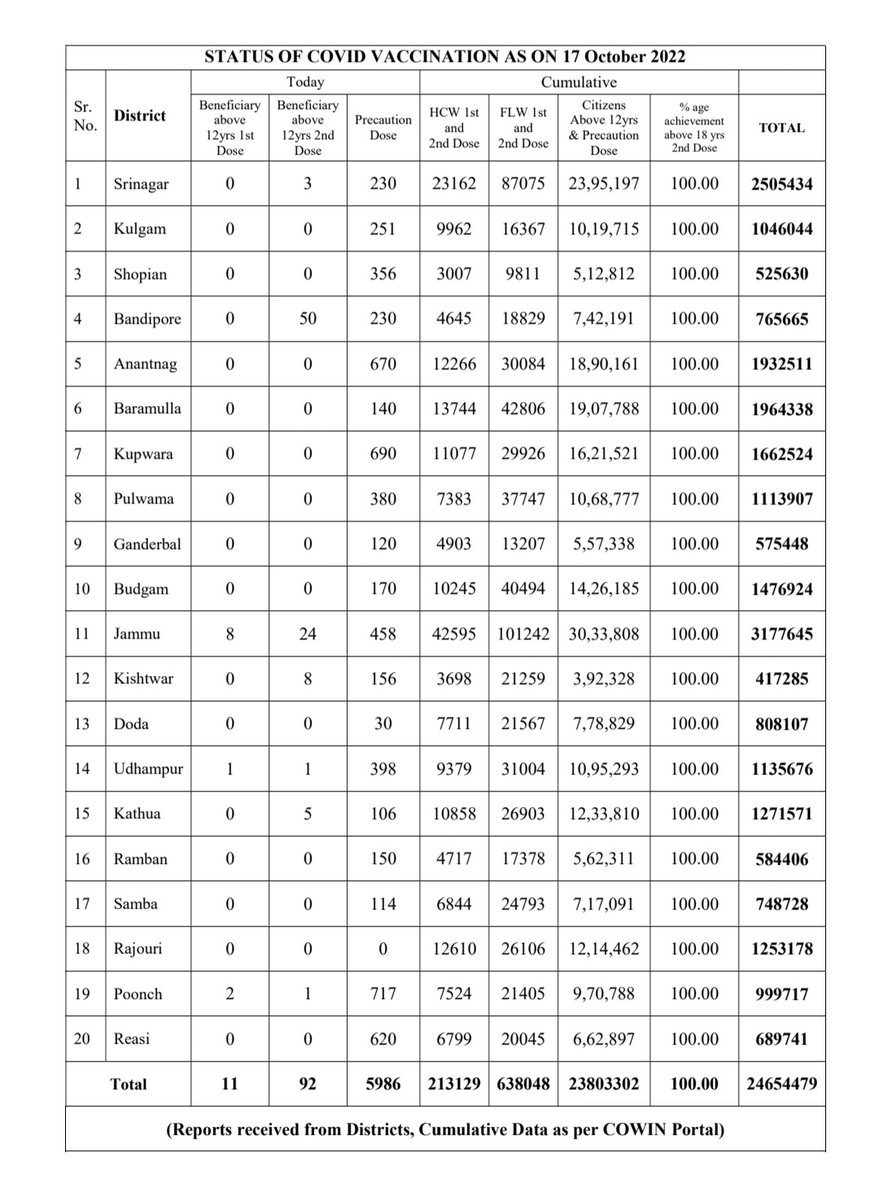 STATUS OF COVID VACCINATION AS ON 17 October 2022
Sr. No. District Today Cumulative
Beneficiary above 12yrs 1st Dose Beneficiary above 12yrs 2nd Dose Precaution Dose HCW 1st and 2nd Dose FLW 1st and 2nd Dose Citizens Above 12yrs & Precaution Dose % age achievement above 18 yrs 2nd Dose TOTAL
1 Srinagar 0 3 230 23162 87075 23,95,197 100.00 2505434
2 Kulgam 0 0 251 9962 16367 10,19,715 100.00 1046044
3 Shopian 0 0 356 3007 9811 5,12,812 100.00 525630
4 Bandipore 0 50 230 4645 18829 7,42,191 100.00 765665
5 Anantnag 0 0 670 12266 30084 18,90,161 100.00 1932511
6 Baramulla 0 0 140 13744 42806 19,07,788 100.00 1964338
7 Kupwara 0 0 690 11077 29926 16,21,521 100.00 1662524
8 Pulwama 0 0 380 7383 37747 10,68,777 100.00 1113907
9 Ganderbal 0 0 120 4903 13207 5,57,338 100.00 575448
10 Budgam 0 0 170 10245 40494 14,26,185 100.00 1476924
11 Jammu 8 24 458 42595 101242 30,33,808 100.00 3177645
12 Kishtwar 0 8 156 3698 21259 3,92,328 100.00 417285
13 Doda 0 0 30 7711 21567 7,78,829 100.00 808107
14 Udhampur 1 1 398 9379 31004 10,95,293 100.00 1135676
15 Kathua 0 5 106 10858 26903 12,33,810 100.00 1271571
16 Ramban 0 0 150 4717 17378 5,62,311 100.00 584406
17 Samba 0 0 114 6844 24793 7,17,091 100.00 748728
18 Rajouri 0 0 0 12610 26106 12,14,462 100.00 1253178
19 Poonch 2 1 717 7524 21405 9,70,788 100.00 999717
20 Reasi 0 0 620 6799 20045 6,62,897 100.00 689741
Total 11 92 5986 213129 638048 23803302 100.00 24654479
(Reports received from Districts, Cumulative Data as per COWIN Portal)